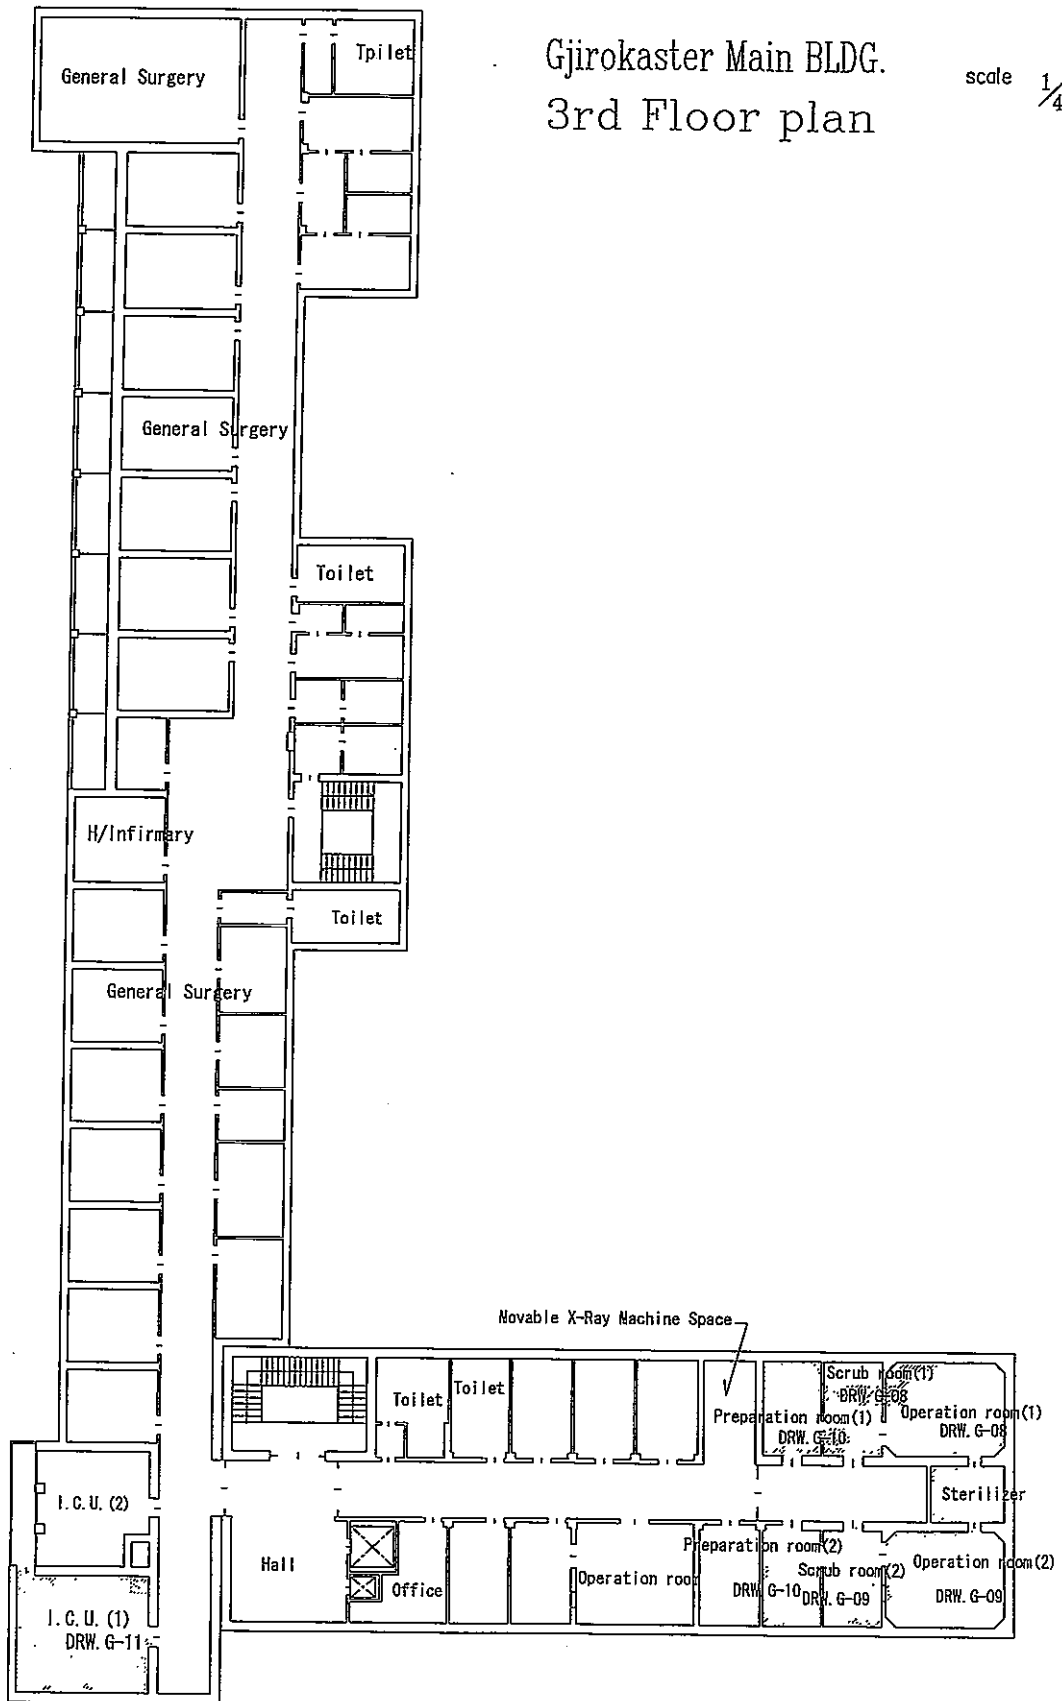 Gjirokaster Main BLDG.
scale 1/4
3rd Floor plan
General Surgery
Tpilet
General Surgery
Toilet
H/Infirmary
Toilet
General Surgery
Movable X-Ray Machine Space
Toilet
Toilet
Scrub room(1)
DRW. G-08
Preparation room(1)
DRW. G-10
Operation room(1)
DRW. G-08
I.C.U. (2)
Sterilizer
Hall
Office
Operation roo
Preparation room(2)
DRW. G-10
Scrub room(2)
DRW. G-09
Operation room(2)
DRW. G-09
I.C.U. (1)
DRW. G-11